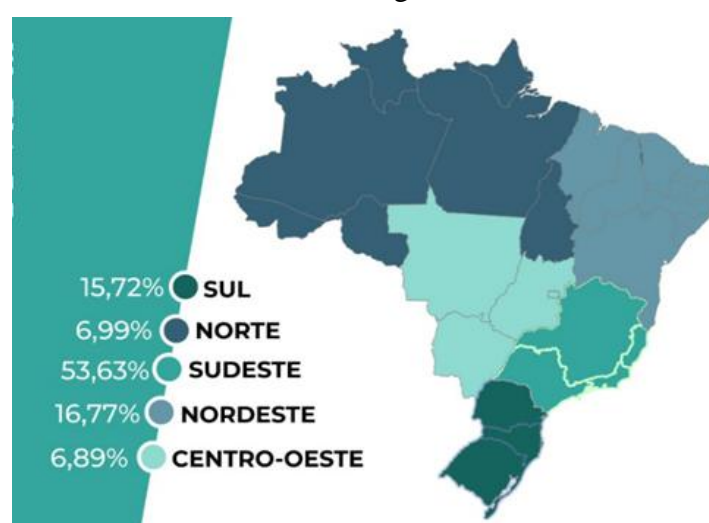 15,72% SUL
6,99% NORTE
53,63% SUDESTE
16,77% NORDESTE
6,89% CENTRO-OESTE